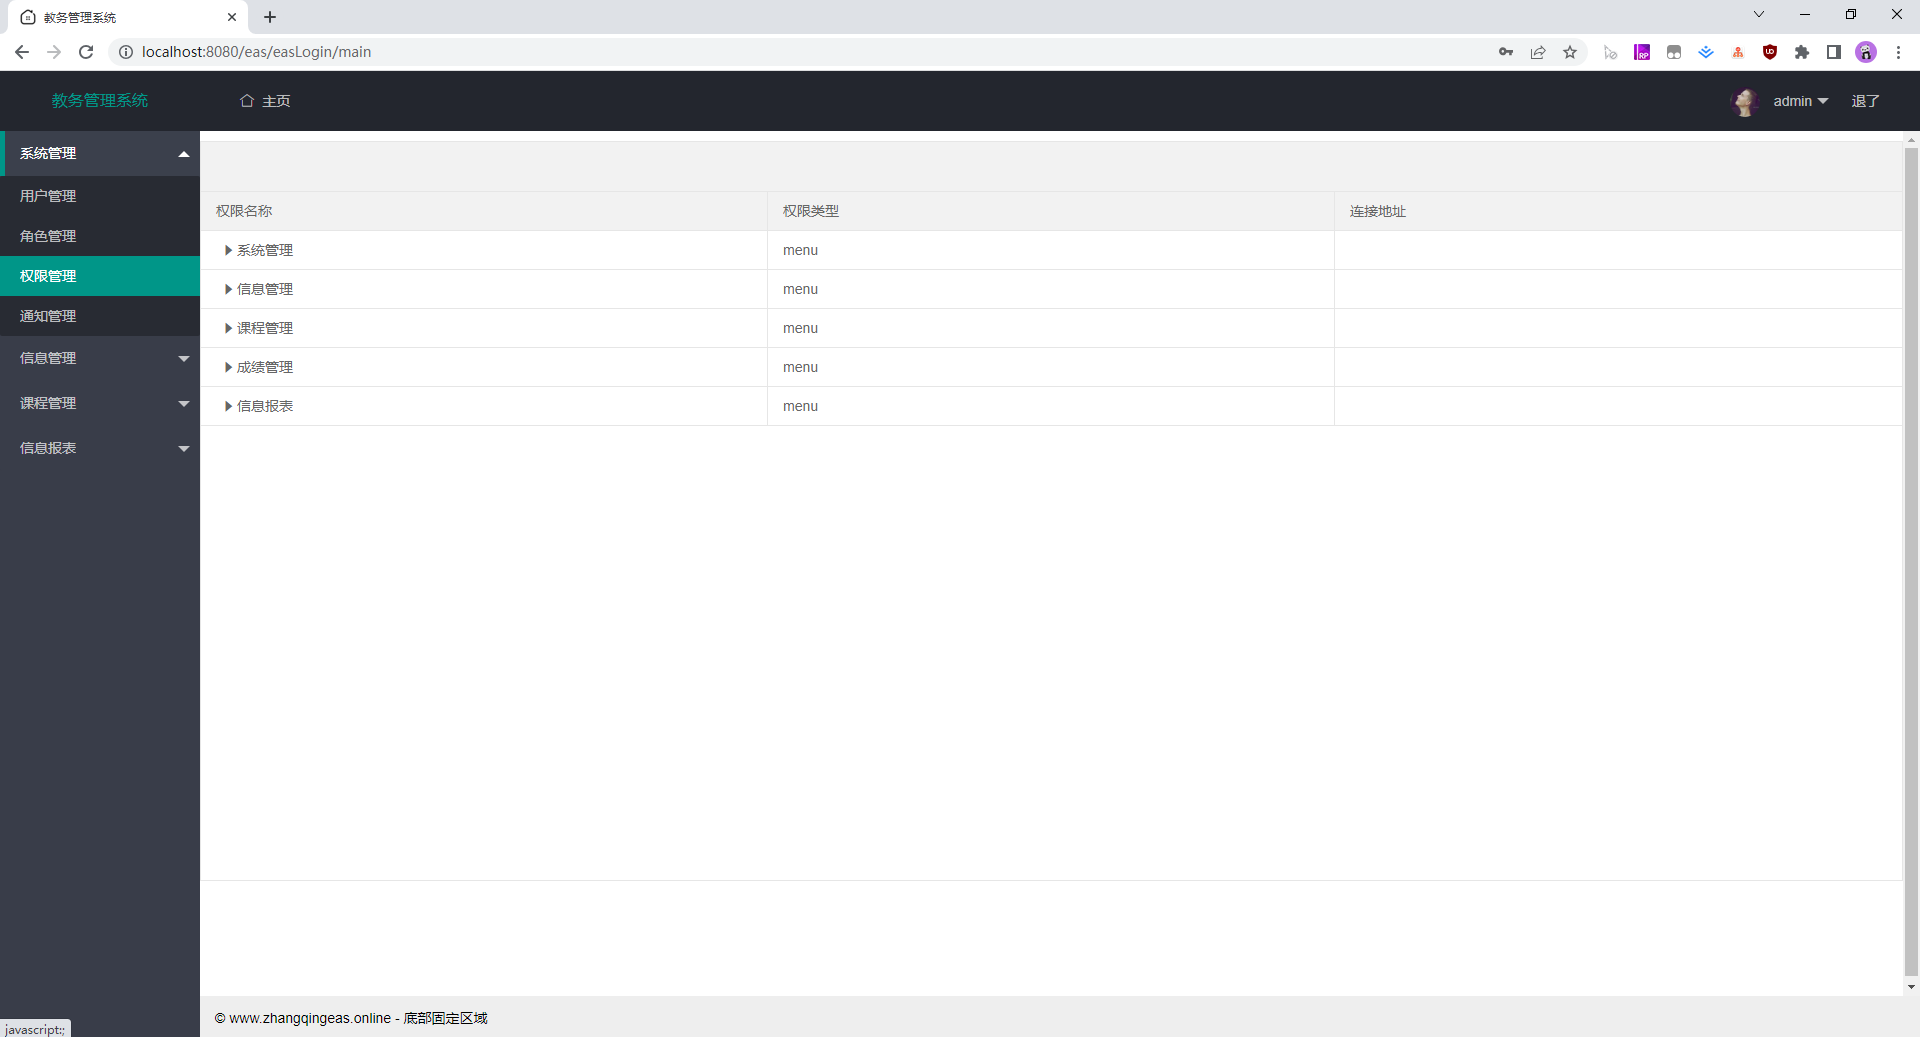 教务管理系统
localhost:8080/eas/easLogin/main
教务管理系统
主页
admin
退了
系统管理
用户管理
角色管理
权限管理
通知管理
信息管理
课程管理
信息报表
权限名称 权限类型 连接地址
系统管理 menu
信息管理 menu
课程管理 menu
成绩管理 menu
信息报表 menu
© www.zhangqingeas.online - 底部固定区域
javascript:;